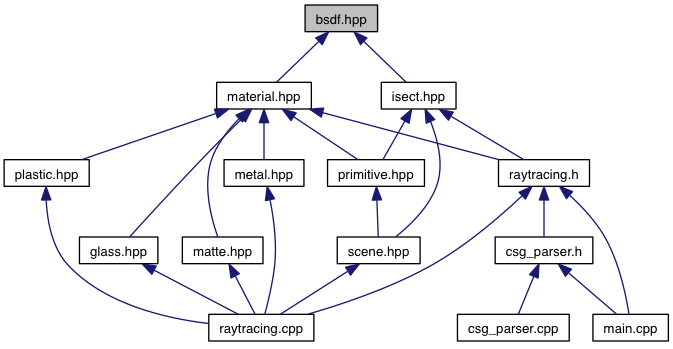 bsdf.hpp
material.hpp
isect.hpp
plastic.hpp
metal.hpp
primitive.hpp
raytracing.h
glass.hpp
matte.hpp
scene.hpp
csg_parser.h
raytracing.cpp
csg_parser.cpp
main.cpp